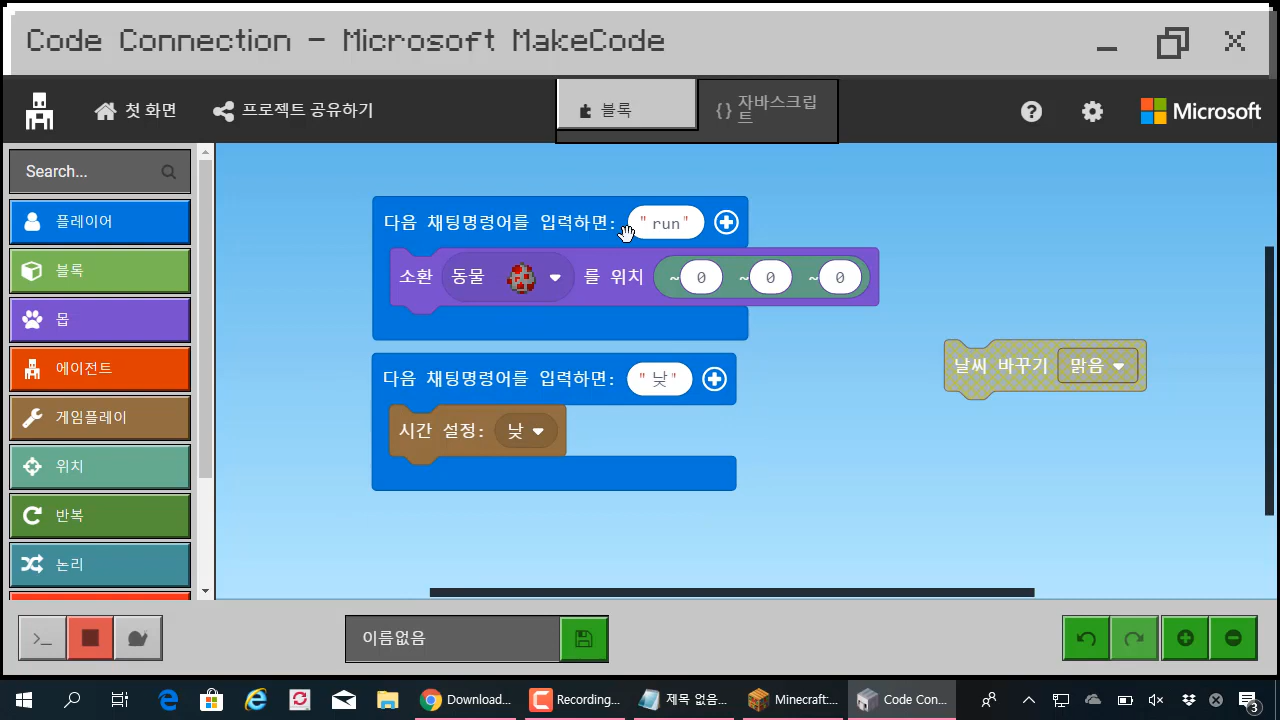 Code Connection - Microsoft MakeCode
첫 화면
프로젝트 공유하기
블록
{} 자바스크립
트
Microsoft
Search...
플레이어
블록
몹
에이전트
게임플레이
위치
반복
논리
다음 채팅명령어를 입력하면: "run"
소환 동물 를 위치 ~0 ~0 ~0
다음 채팅명령어를 입력하면: "낮"
시간 설정: 낮
날씨 바꾸기 맑음
>_
이름없음
Download...
Recording...
제목 없음...
Minecraft...
Code Con...
3